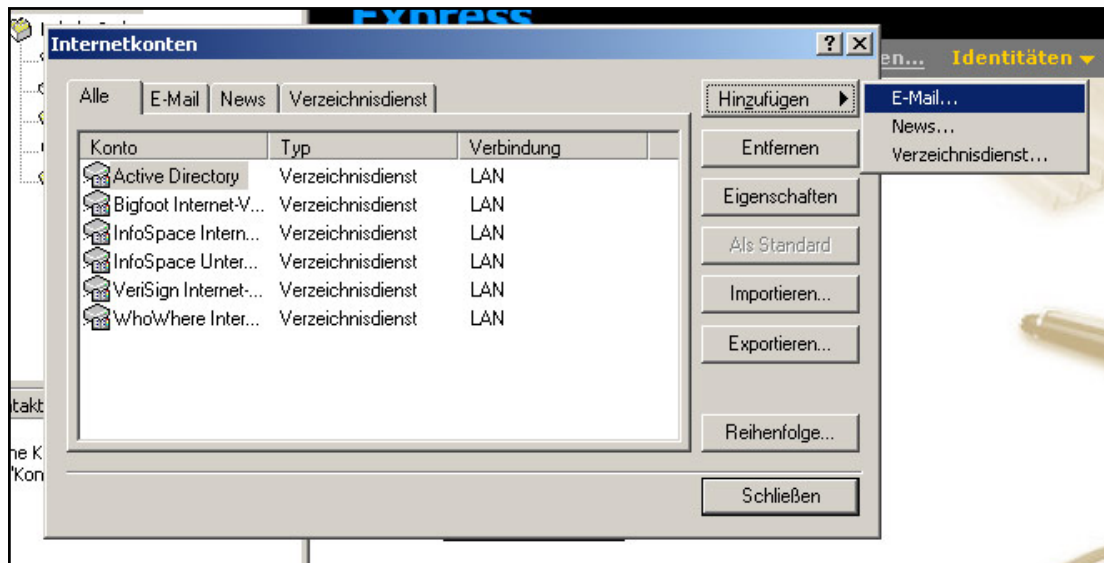 Express
Internetkonten
en...
Identitäten
Alle
E-Mail
News
Verzeichnisdienst
Hinzufügen
E-Mail...
News...
Verzeichnisdienst...
Konto Typ Verbindung
Active Directory Verzeichnisdienst LAN
Bigfoot Internet-V... Verzeichnisdienst LAN
InfoSpace Intern... Verzeichnisdienst LAN
InfoSpace Unter... Verzeichnisdienst LAN
VeriSign Internet-... Verzeichnisdienst LAN
WhoWhere Inter... Verzeichnisdienst LAN
Entfernen
Eigenschaften
Als Standard
Importieren...
Exportieren...
Reihenfolge...
Schließen
takt
ne K
'Kon